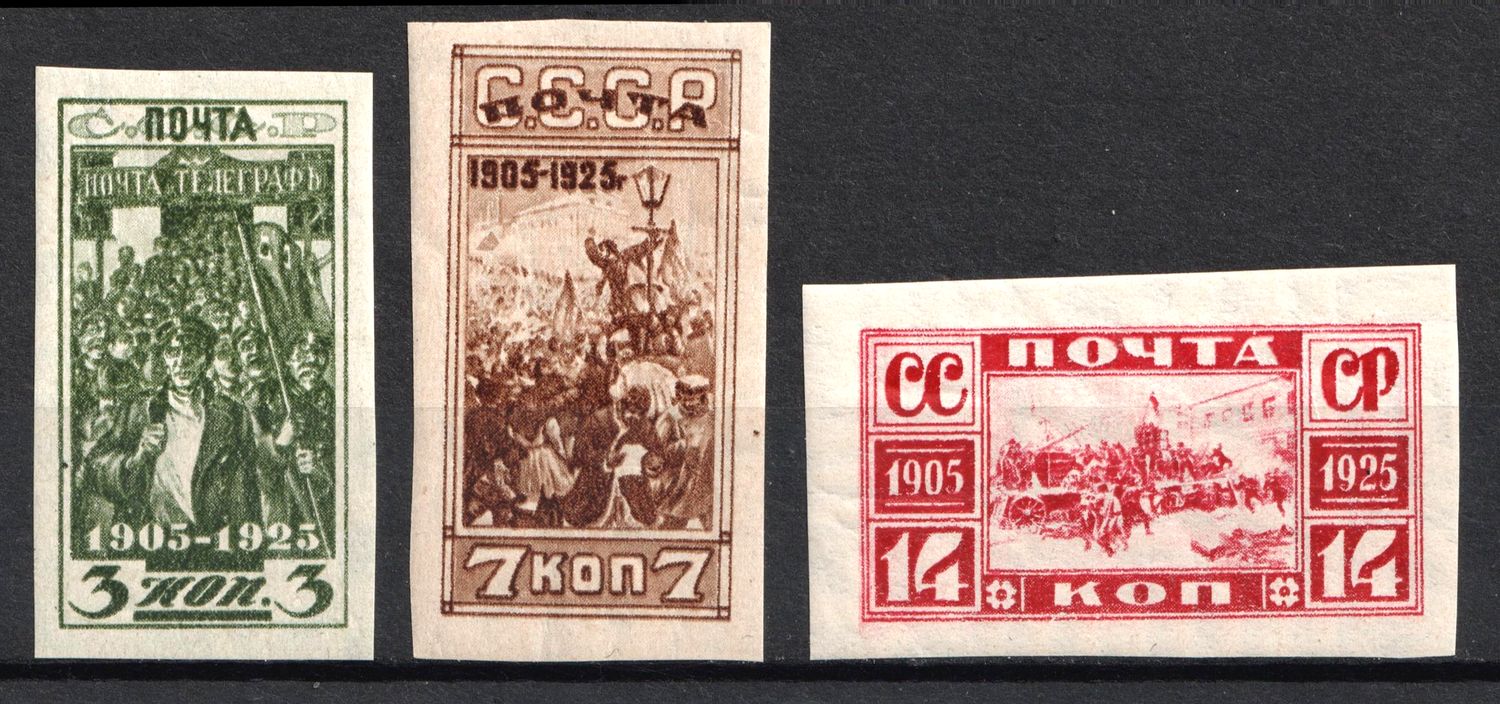 С.С.С.Р
ПОЧТА
ПОЧТА ТЕЛЕГРАФЪ
1905-1925
3 КОП. 3
С.С.С.Р
ПОЧТА
1905-1925г
7 КОП 7
СС ПОЧТА СР
1905 1925
14 КОП 14